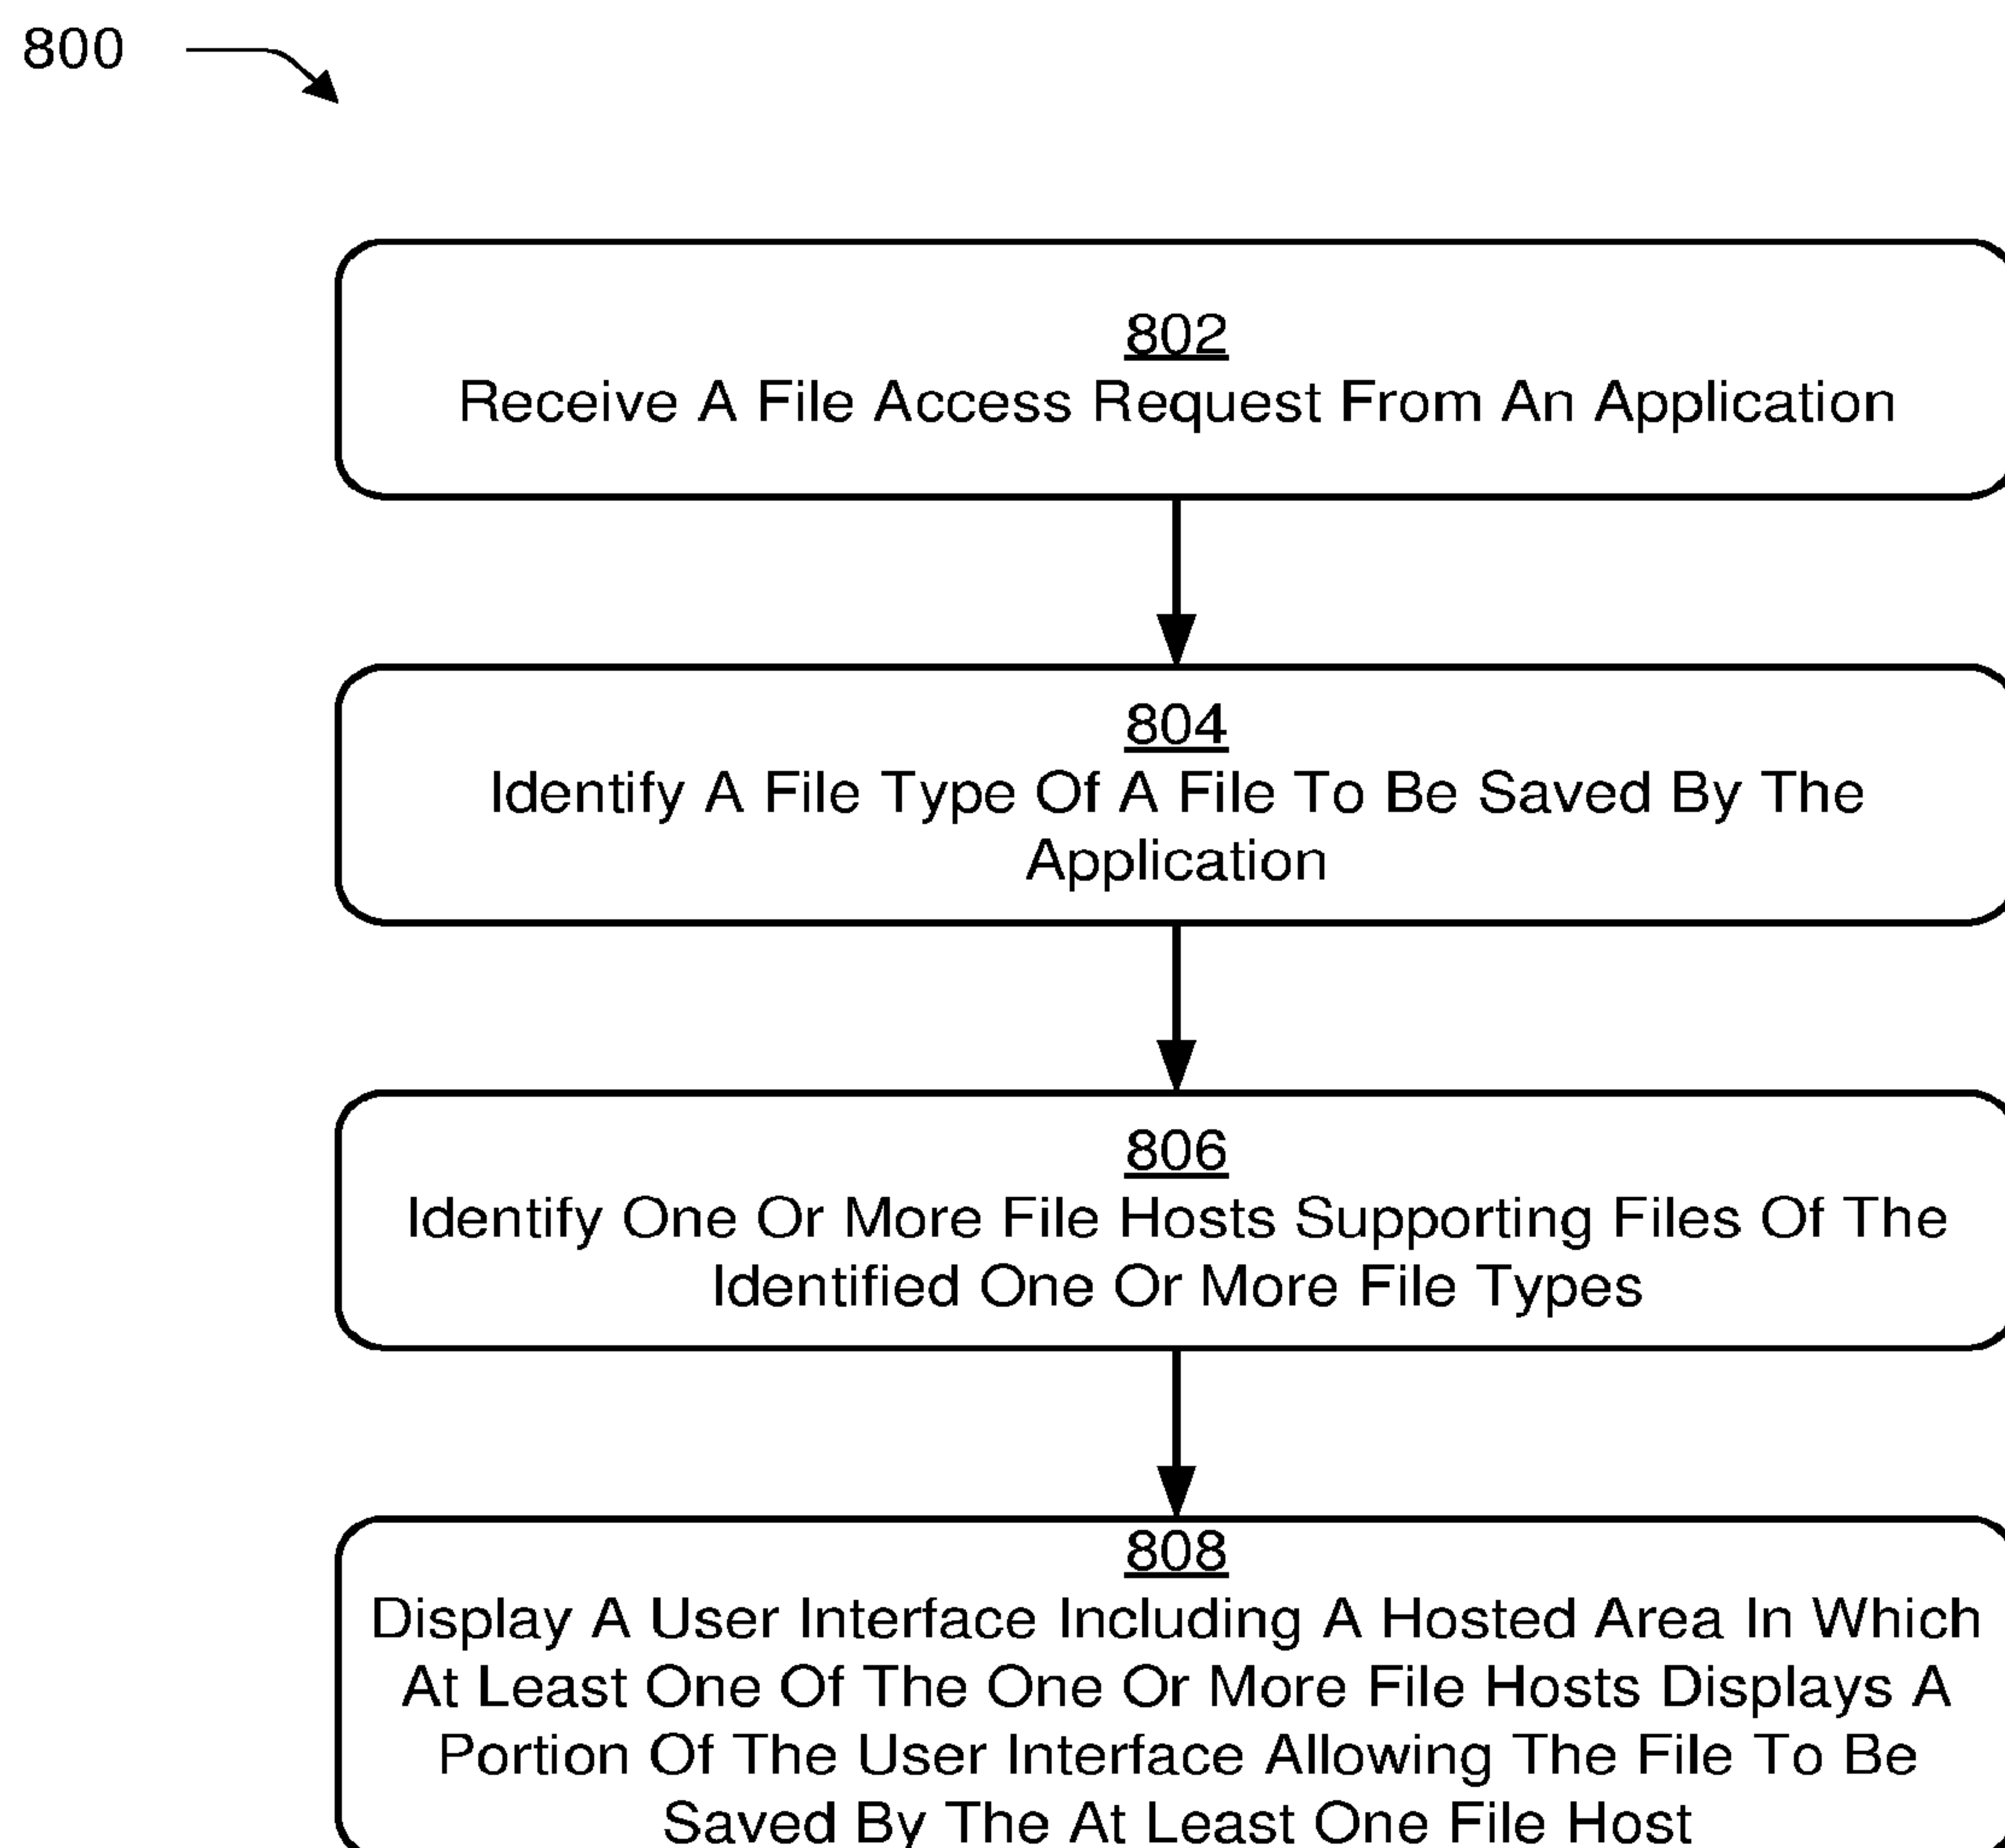 800
802
Receive A File Access Request From An Application
804
Identify A File Type Of A File To Be Saved By The
Application
806
Identify One Or More File Hosts Supporting Files Of The
Identified One Or More File Types
808
Display A User Interface Including A Hosted Area In Which
At Least One Of The One Or More File Hosts Displays A
Portion Of The User Interface Allowing The File To Be
Saved By The At Least One File Host